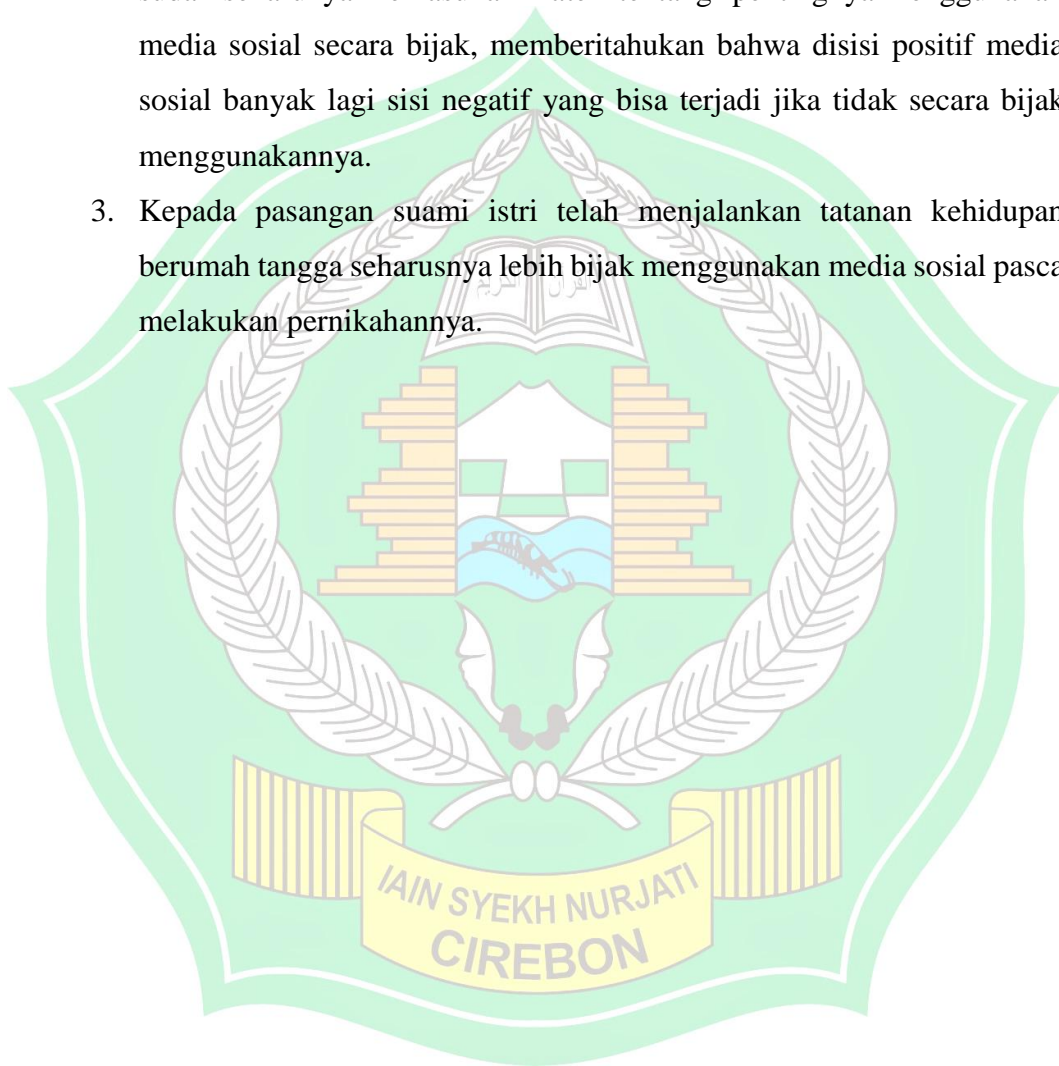 media sosial secara bijak, memberitahukan bahwa disisi positif media
sosial banyak lagi sisi negatif yang bisa terjadi jika tidak secara bijak
menggunakannya.
3. Kepada pasangan suami istri telah menjalankan tatanan kehidupan
berumah tangga seharusnya lebih bijak menggunakan media sosial pasca
melakukan pernikahannya.
القرآن الكريم
IAIN SYEKH NURJATI
CIREBON